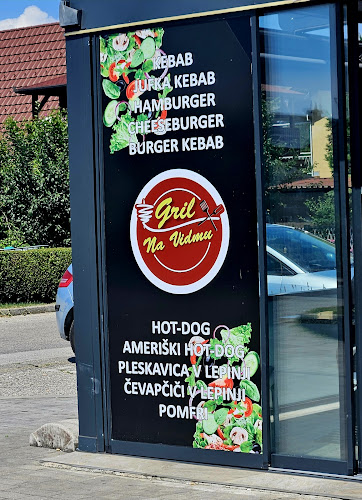 KEBAB
JUFKA KEBAB
HAMBURGER
CHEESEBURGER
BURGER KEBAB
Gril
Na Vidmu
HOT-DOG
AMERIŠKI HOT-DOG
PLESKAVICA V LEPINJI
ČEVAPČIČI V LEPINJI
POMFRI